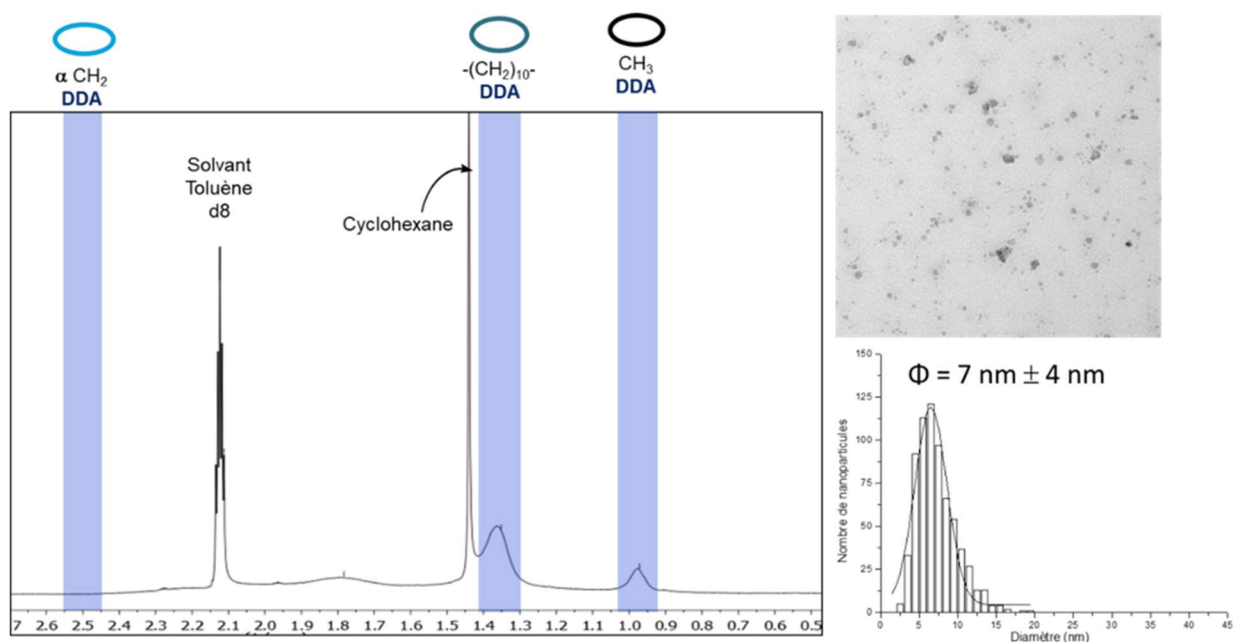 α CH₂
DDA
-(CH₂)₁₀-
DDA
CH₃
DDA
Solvant
Toluène
d8
Cyclohexane
2.6 2.5 2.4 2.3 2.2 2.1 2.0 1.9 1.8 1.7 1.6 1.5 1.4 1.3 1.2 1.1 1.0 0.9 0.8 0.7 0.6 0.5
Φ = 7 nm ± 4 nm
Nombre de nanoparticules
150
125
100
75
50
25
0
0 5 10 15 20 25 30 35 40 45
Diamètre (nm)